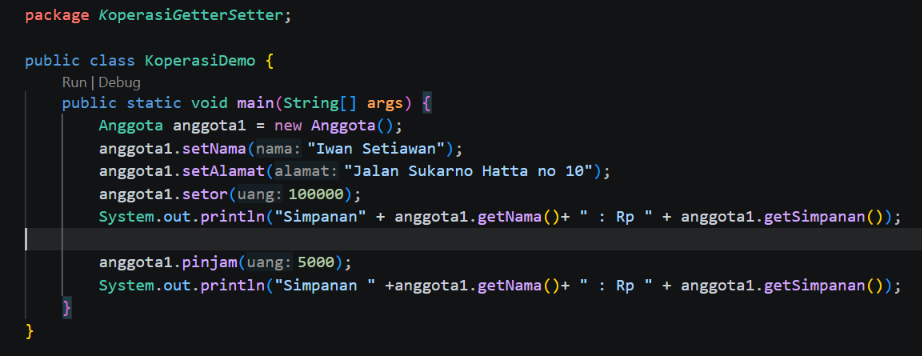 package KoperasiGetterSetter;
public class KoperasiDemo {
Run | Debug
public static void main(String[] args) {
Anggota anggota1 = new Anggota();
anggota1.setNama(nama:"Iwan Setiawan");
anggota1.setAlamat(alamat:"Jalan Sukarno Hatta no 10");
anggota1.setor(uang:100000);
System.out.println("Simpanan" + anggota1.getNama()+ " : Rp " + anggota1.getSimpanan());
anggota1.pinjam(uang:5000);
System.out.println("Simpanan " +anggota1.getNama()+ " : Rp " + anggota1.getSimpanan());
}
}